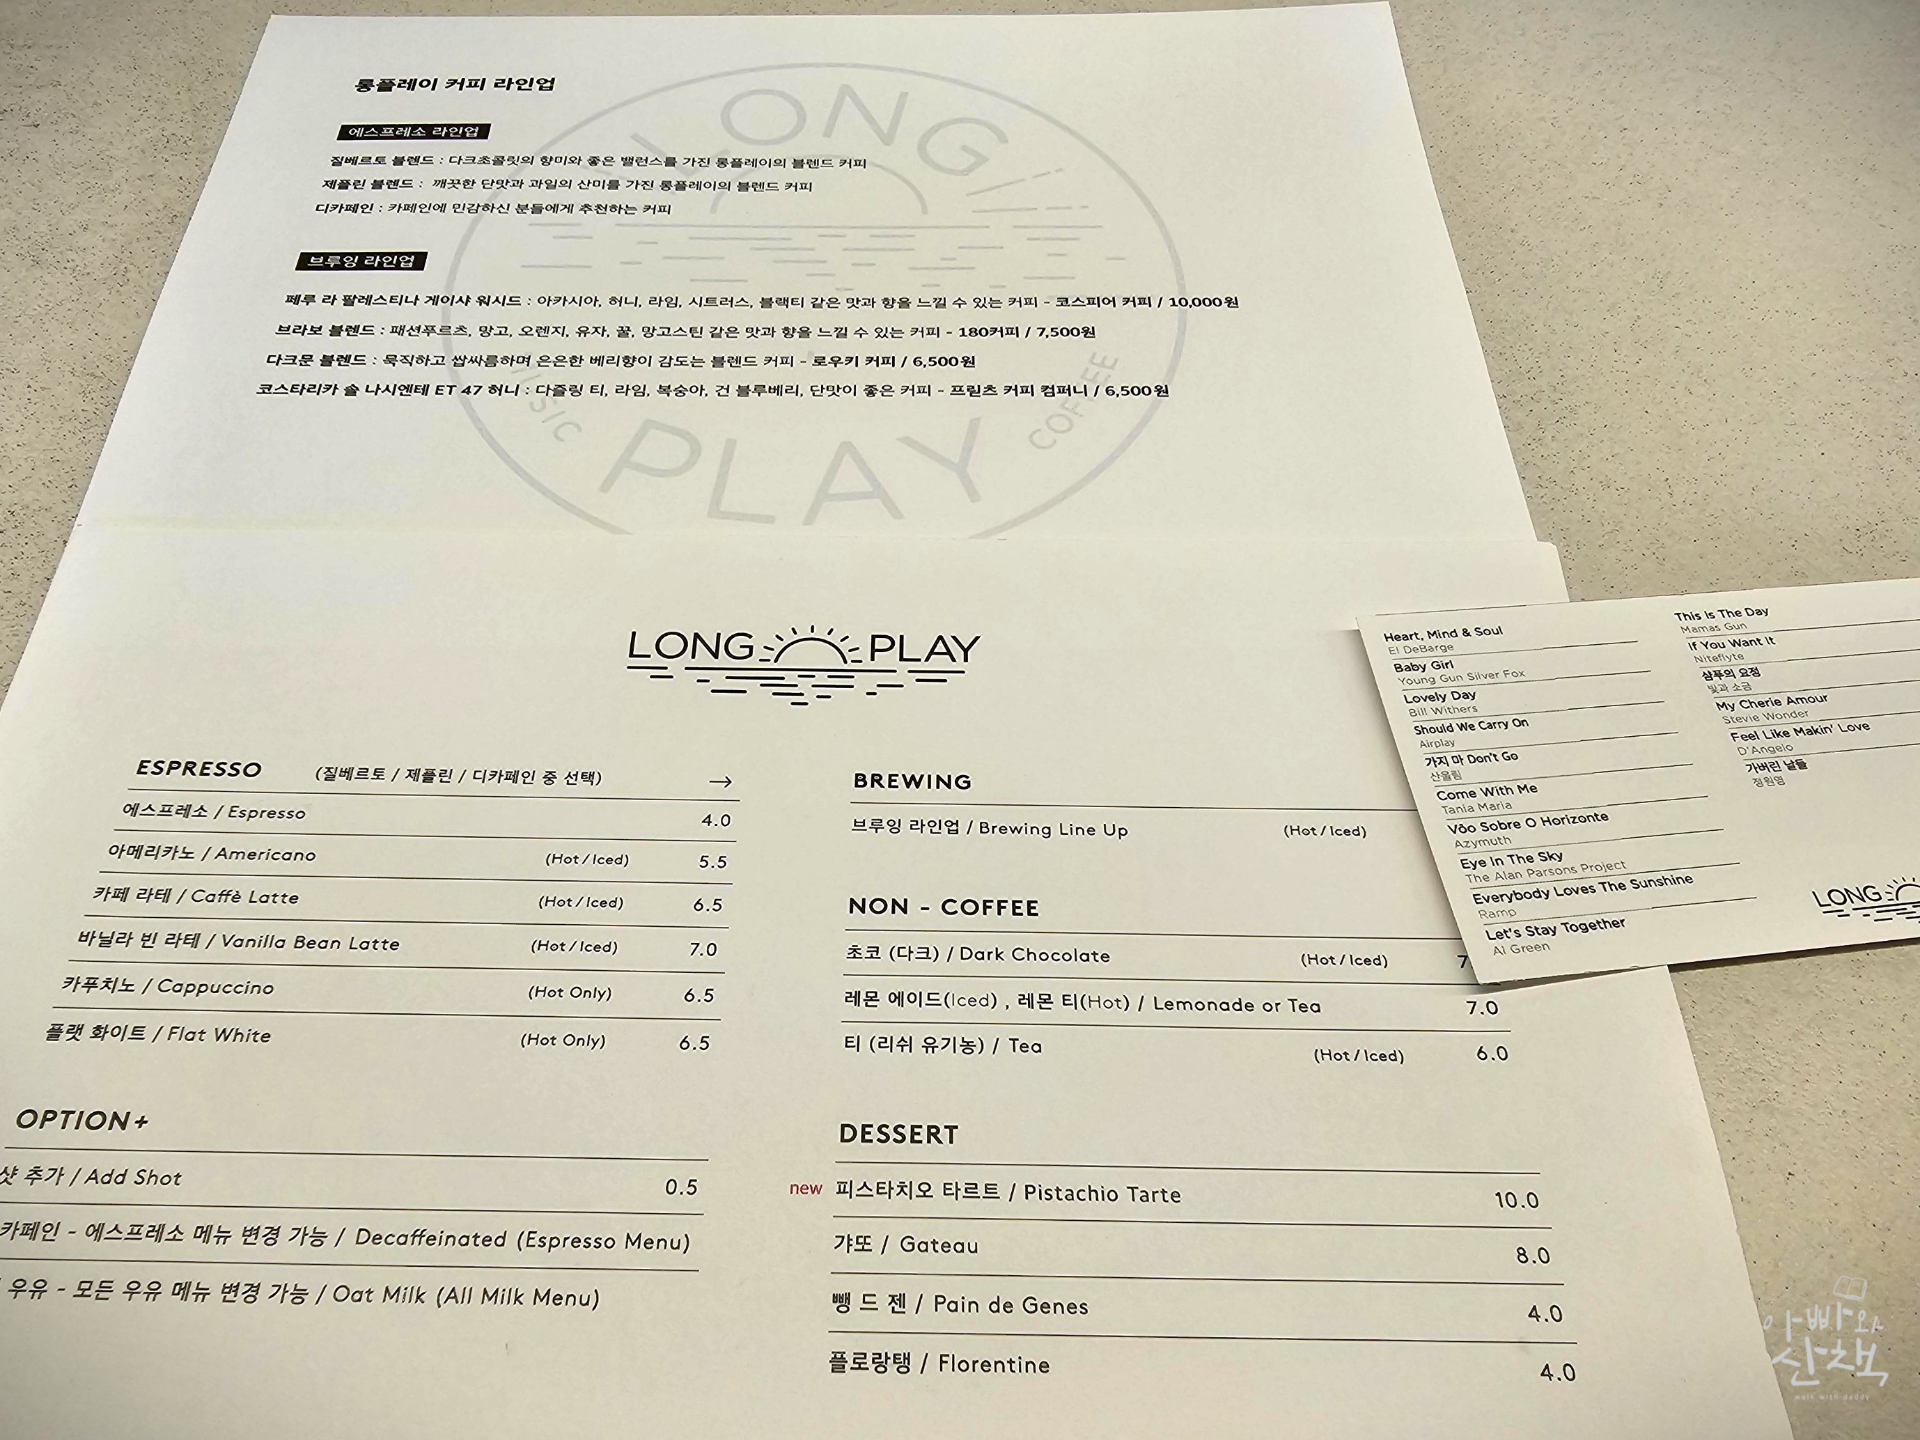 롱플레이 커피 라인업
에스프레소 라인업
질베르토 블렌드 : 다크초콜릿의 향미와 좋은 밸런스를 가진 롱플레이의 블렌드 커피
제플린 블렌드 : 깨끗한 단맛과 과일의 산미를 가진 롱플레이의 블렌드 커피
디카페인 : 카페인에 민감하신 분들에게 추천하는 커피
브루잉 라인업
페루 라 팔레스티나 게이샤 워시드 : 아카시아, 허니, 라임, 시트러스, 블랙티 같은 맛과 향을 느낄 수 있는 커피 - 코스피어 커피 / 10,000원
브라보 블렌드 : 패션푸르츠, 망고, 오렌지, 유자, 꿀, 망고스틴 같은 맛과 향을 느낄 수 있는 커피 - 180커피 / 7,500원
다크문 블렌드 : 묵직하고 쌉싸름하며 은은한 베리향이 감도는 블렌드 커피 - 로우키 커피 / 6,500원
코스타리카 솔 나시엔테 ET 47 허니 : 다즐링 티, 라임, 복숭아, 건 블루베리, 단맛이 좋은 커피 - 프릳츠 커피 컴퍼니 / 6,500원
LONG
PLAY
COFFEE
LONG PLAY
ESPRESSO (질베르토 / 제플린 / 디카페인 중 선택) →
에스프레소 / Espresso 4.0
아메리카노 / Americano (Hot / Iced) 5.5
카페 라테 / Caffè Latte (Hot / Iced) 6.5
바닐라 빈 라테 / Vanilla Bean Latte (Hot / Iced) 7.0
카푸치노 / Cappuccino (Hot Only) 6.5
플랫 화이트 / Flat White (Hot Only) 6.5
OPTION+
샷 추가 / Add Shot 0.5
카페인 - 에스프레소 메뉴 변경 가능 / Decaffeinated (Espresso Menu)
우유 - 모든 우유 메뉴 변경 가능 / Oat Milk (All Milk Menu)
BREWING
브루잉 라인업 / Brewing Line Up (Hot / Iced)
NON - COFFEE
초코 (다크) / Dark Chocolate (Hot / Iced) 7
레몬 에이드(Iced) , 레몬 티(Hot) / Lemonade or Tea 7.0
티 (리쉬 유기농) / Tea (Hot / Iced) 6.0
DESSERT
new 피스타치오 타르트 / Pistachio Tarte 10.0
갸또 / Gateau 8.0
뺑 드 젠 / Pain de Genes 4.0
플로랑탱 / Florentine 4.0
Heart, Mind & Soul
El DeBarge
Baby Girl
Young Gun Silver Fox
Lovely Day
Bill Withers
Should We Carry On
Airplay
가지 마 Don't Go
산울림
Come With Me
Tania Maria
Vôo Sobre O Horizonte
Azymuth
Eye In The Sky
The Alan Parsons Project
Everybody Loves The Sunshine
Ramp
Let's Stay Together
Al Green
This Is The Day
Mamas Gun
If You Want It
Niteflyte
샴푸의 요정
빛과 소금
My Cherie Amour
Stevie Wonder
Feel Like Makin' Love
D'Angelo
가버린 날들
정원영
LONG
아빠와
산책
walk with daddy